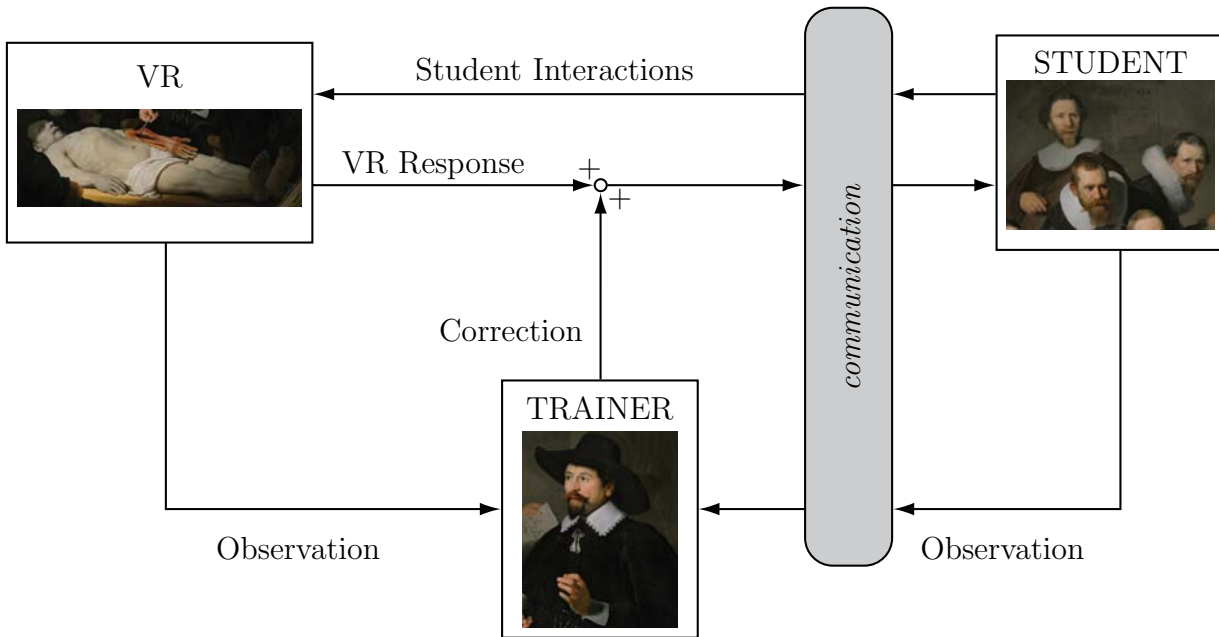 VR
Student Interactions
STUDENT
VR Response
+
+
communication
Correction
TRAINER
Observation
Observation